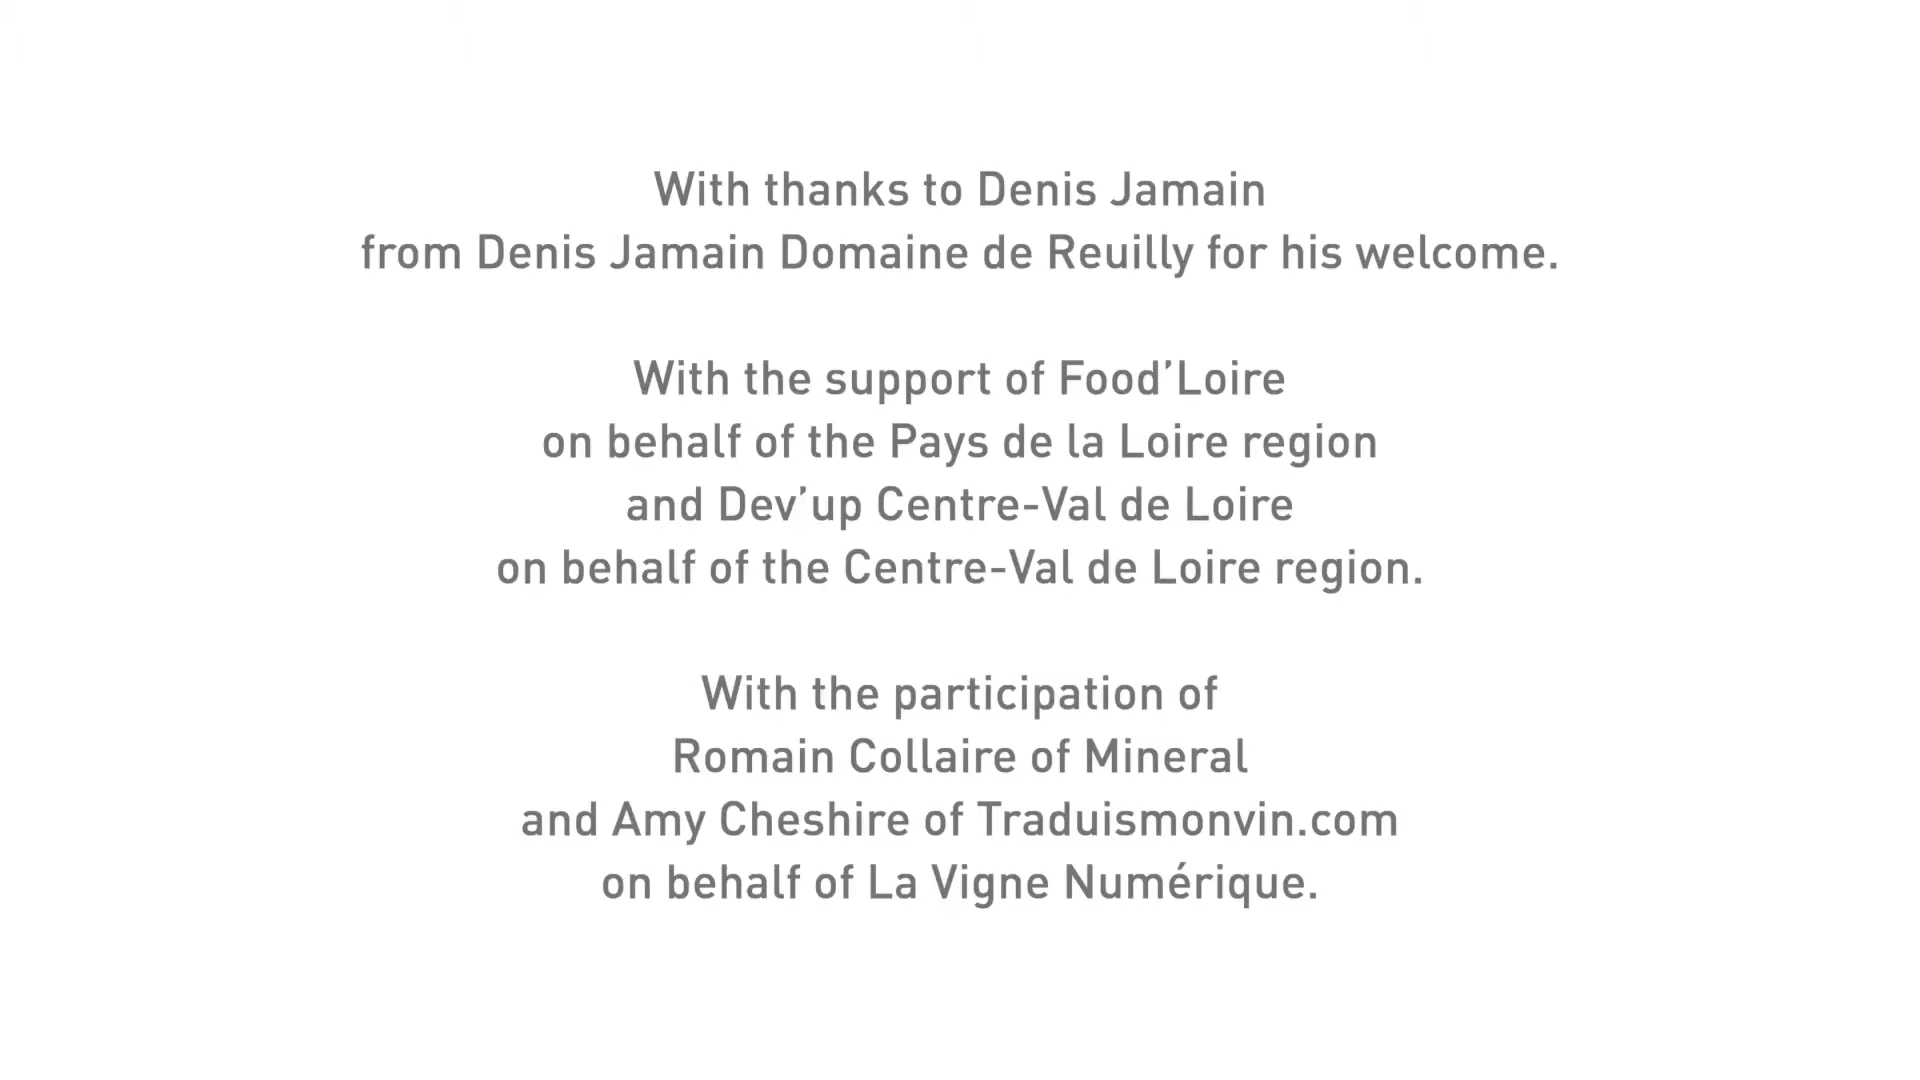 With thanks to Denis Jamain
from Denis Jamain Domaine de Reuilly for his welcome.
With the support of Food’Loire
on behalf of the Pays de la Loire region
and Dev’up Centre-Val de Loire
on behalf of the Centre-Val de Loire region.
With the participation of
Romain Collaire of Mineral
and Amy Cheshire of Traduismonvin.com
on behalf of La Vigne Numérique.